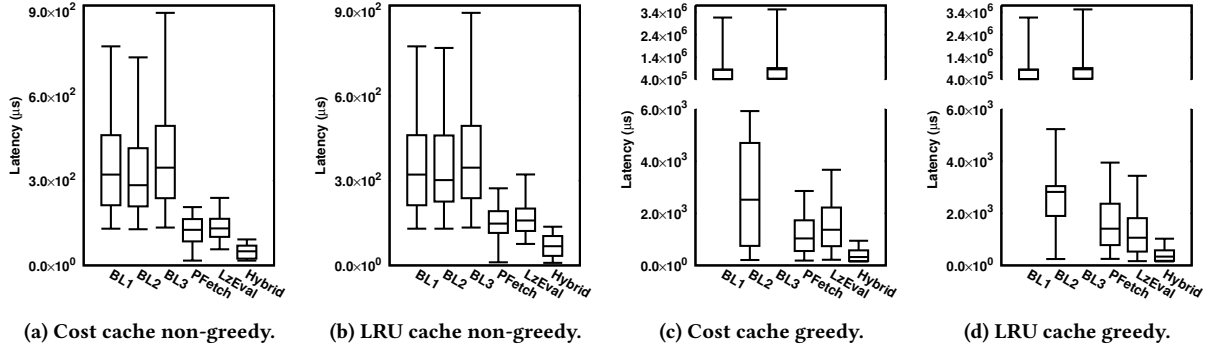 Latency (µs)
9.0×10²
6.0×10²
3.0×10²
0.0×10⁰
BL1 BL2 BL3 PFetch LzEval Hybrid
(a) Cost cache non-greedy.
Latency (µs)
9.0×10²
6.0×10²
3.0×10²
0.0×10⁰
BL1 BL2 BL3 PFetch LzEval Hybrid
(b) LRU cache non-greedy.
Latency (µs)
3.4×10⁶
2.4×10⁶
1.4×10⁶
4.0×10⁵
6.0×10³
4.0×10³
2.0×10³
0.0×10⁰
BL1 BL2 BL3 PFetch LzEval Hybrid
(c) Cost cache greedy.
Latency (µs)
3.4×10⁶
2.4×10⁶
1.4×10⁶
4.0×10⁵
6.0×10³
4.0×10³
2.0×10³
0.0×10⁰
BL1 BL2 BL3 PFetch LzEval Hybrid
(d) LRU cache greedy.